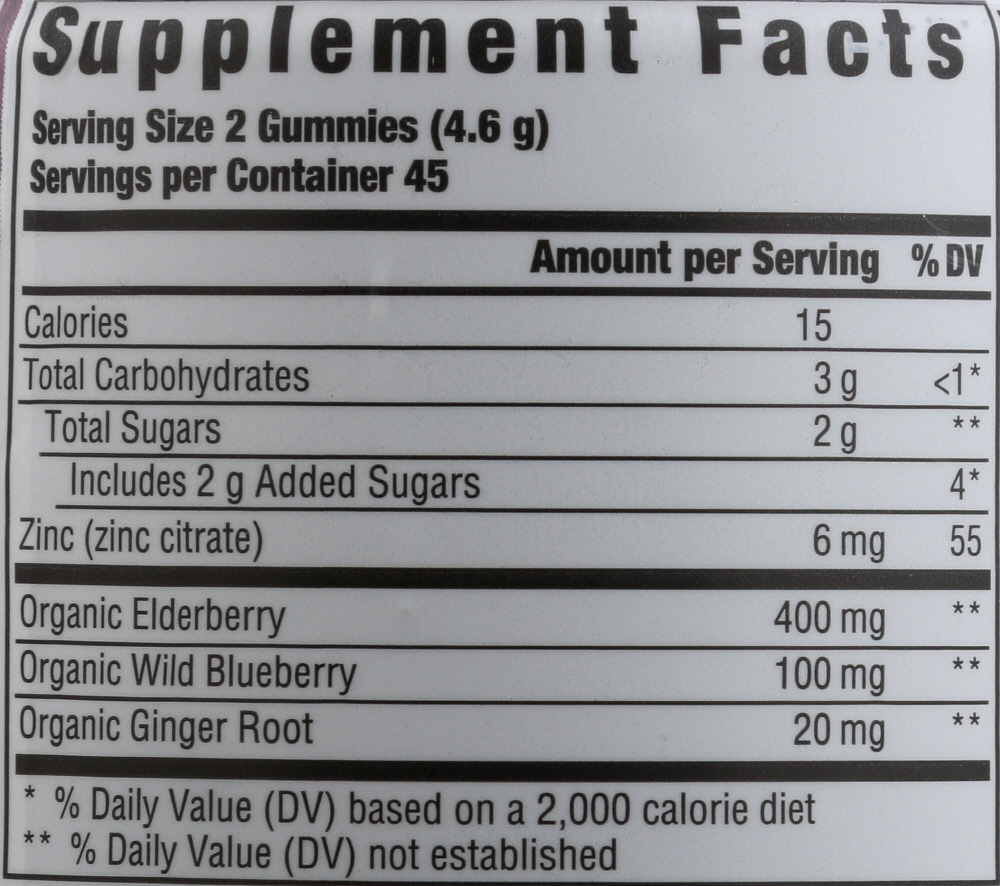 Supplement Facts
Serving Size 2 Gummies (4.6 g)
Servings per Container 45
Amount per Serving % DV
Calories 15
Total Carbohydrates 3 g <1*
Total Sugars 2 g **
Includes 2 g Added Sugars 4*
Zinc (zinc citrate) 6 mg 55
Organic Elderberry 400 mg **
Organic Wild Blueberry 100 mg **
Organic Ginger Root 20 mg **
* % Daily Value (DV) based on a 2,000 calorie diet
** % Daily Value (DV) not established